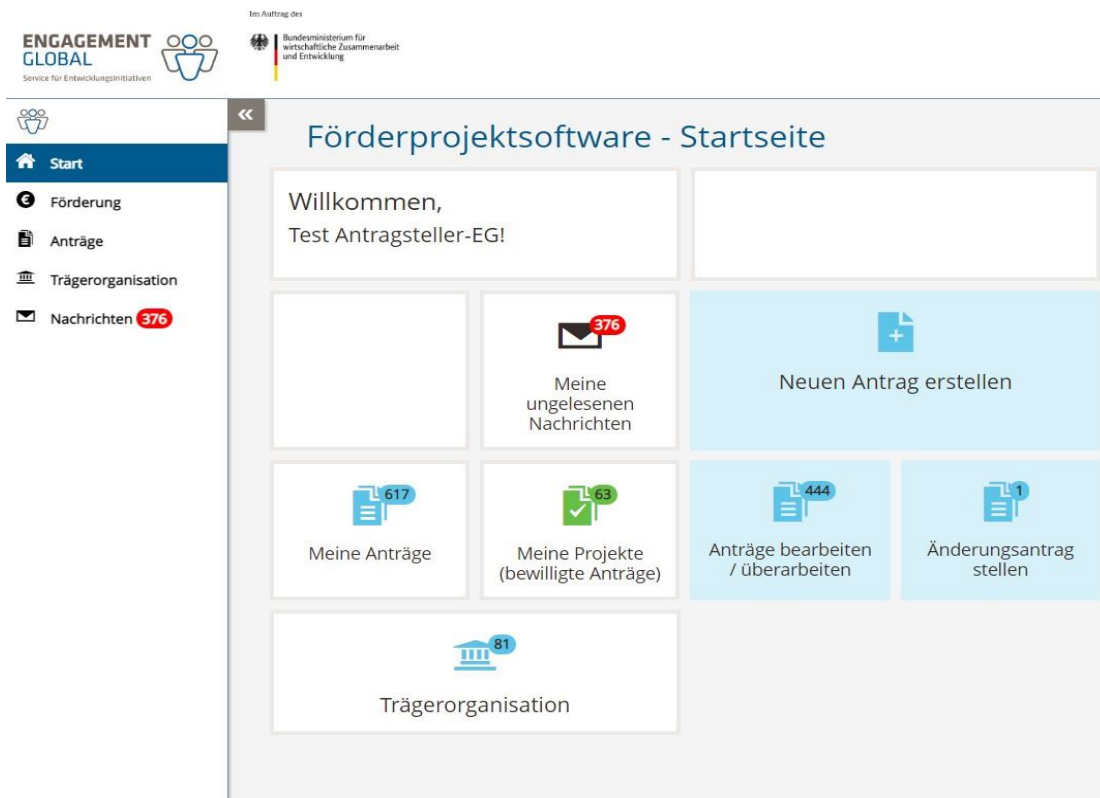 Im Auftrag des
ENGAGEMENT
GLOBAL
Service für Entwicklungsinitiativen
Bundesministerium für
wirtschaftliche Zusammenarbeit
und Entwicklung
«
Förderprojektsoftware - Startseite
Start
Förderung
Anträge
Trägerorganisation
Nachrichten 376
Willkommen,
Test Antragsteller-EG!
376
Meine
ungelesenen
Nachrichten
Neuen Antrag erstellen
617
Meine Anträge
63
Meine Projekte
(bewilligte Anträge)
444
Anträge bearbeiten
/ überarbeiten
1
Änderungsantrag
stellen
81
Trägerorganisation